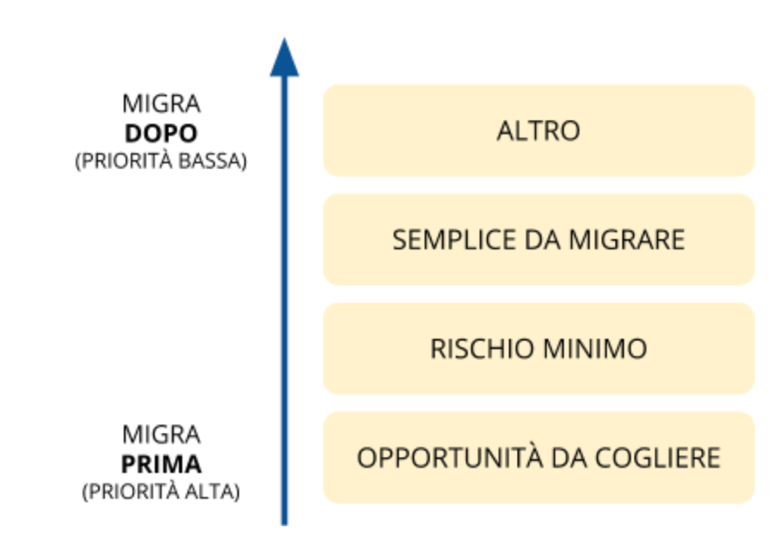 MIGRA
DOPO
(PRIORITÀ BASSA)
ALTRO
SEMPLICE DA MIGRARE
RISCHIO MINIMO
MIGRA
PRIMA
(PRIORITÀ ALTA)
OPPORTUNITÀ DA COGLIERE